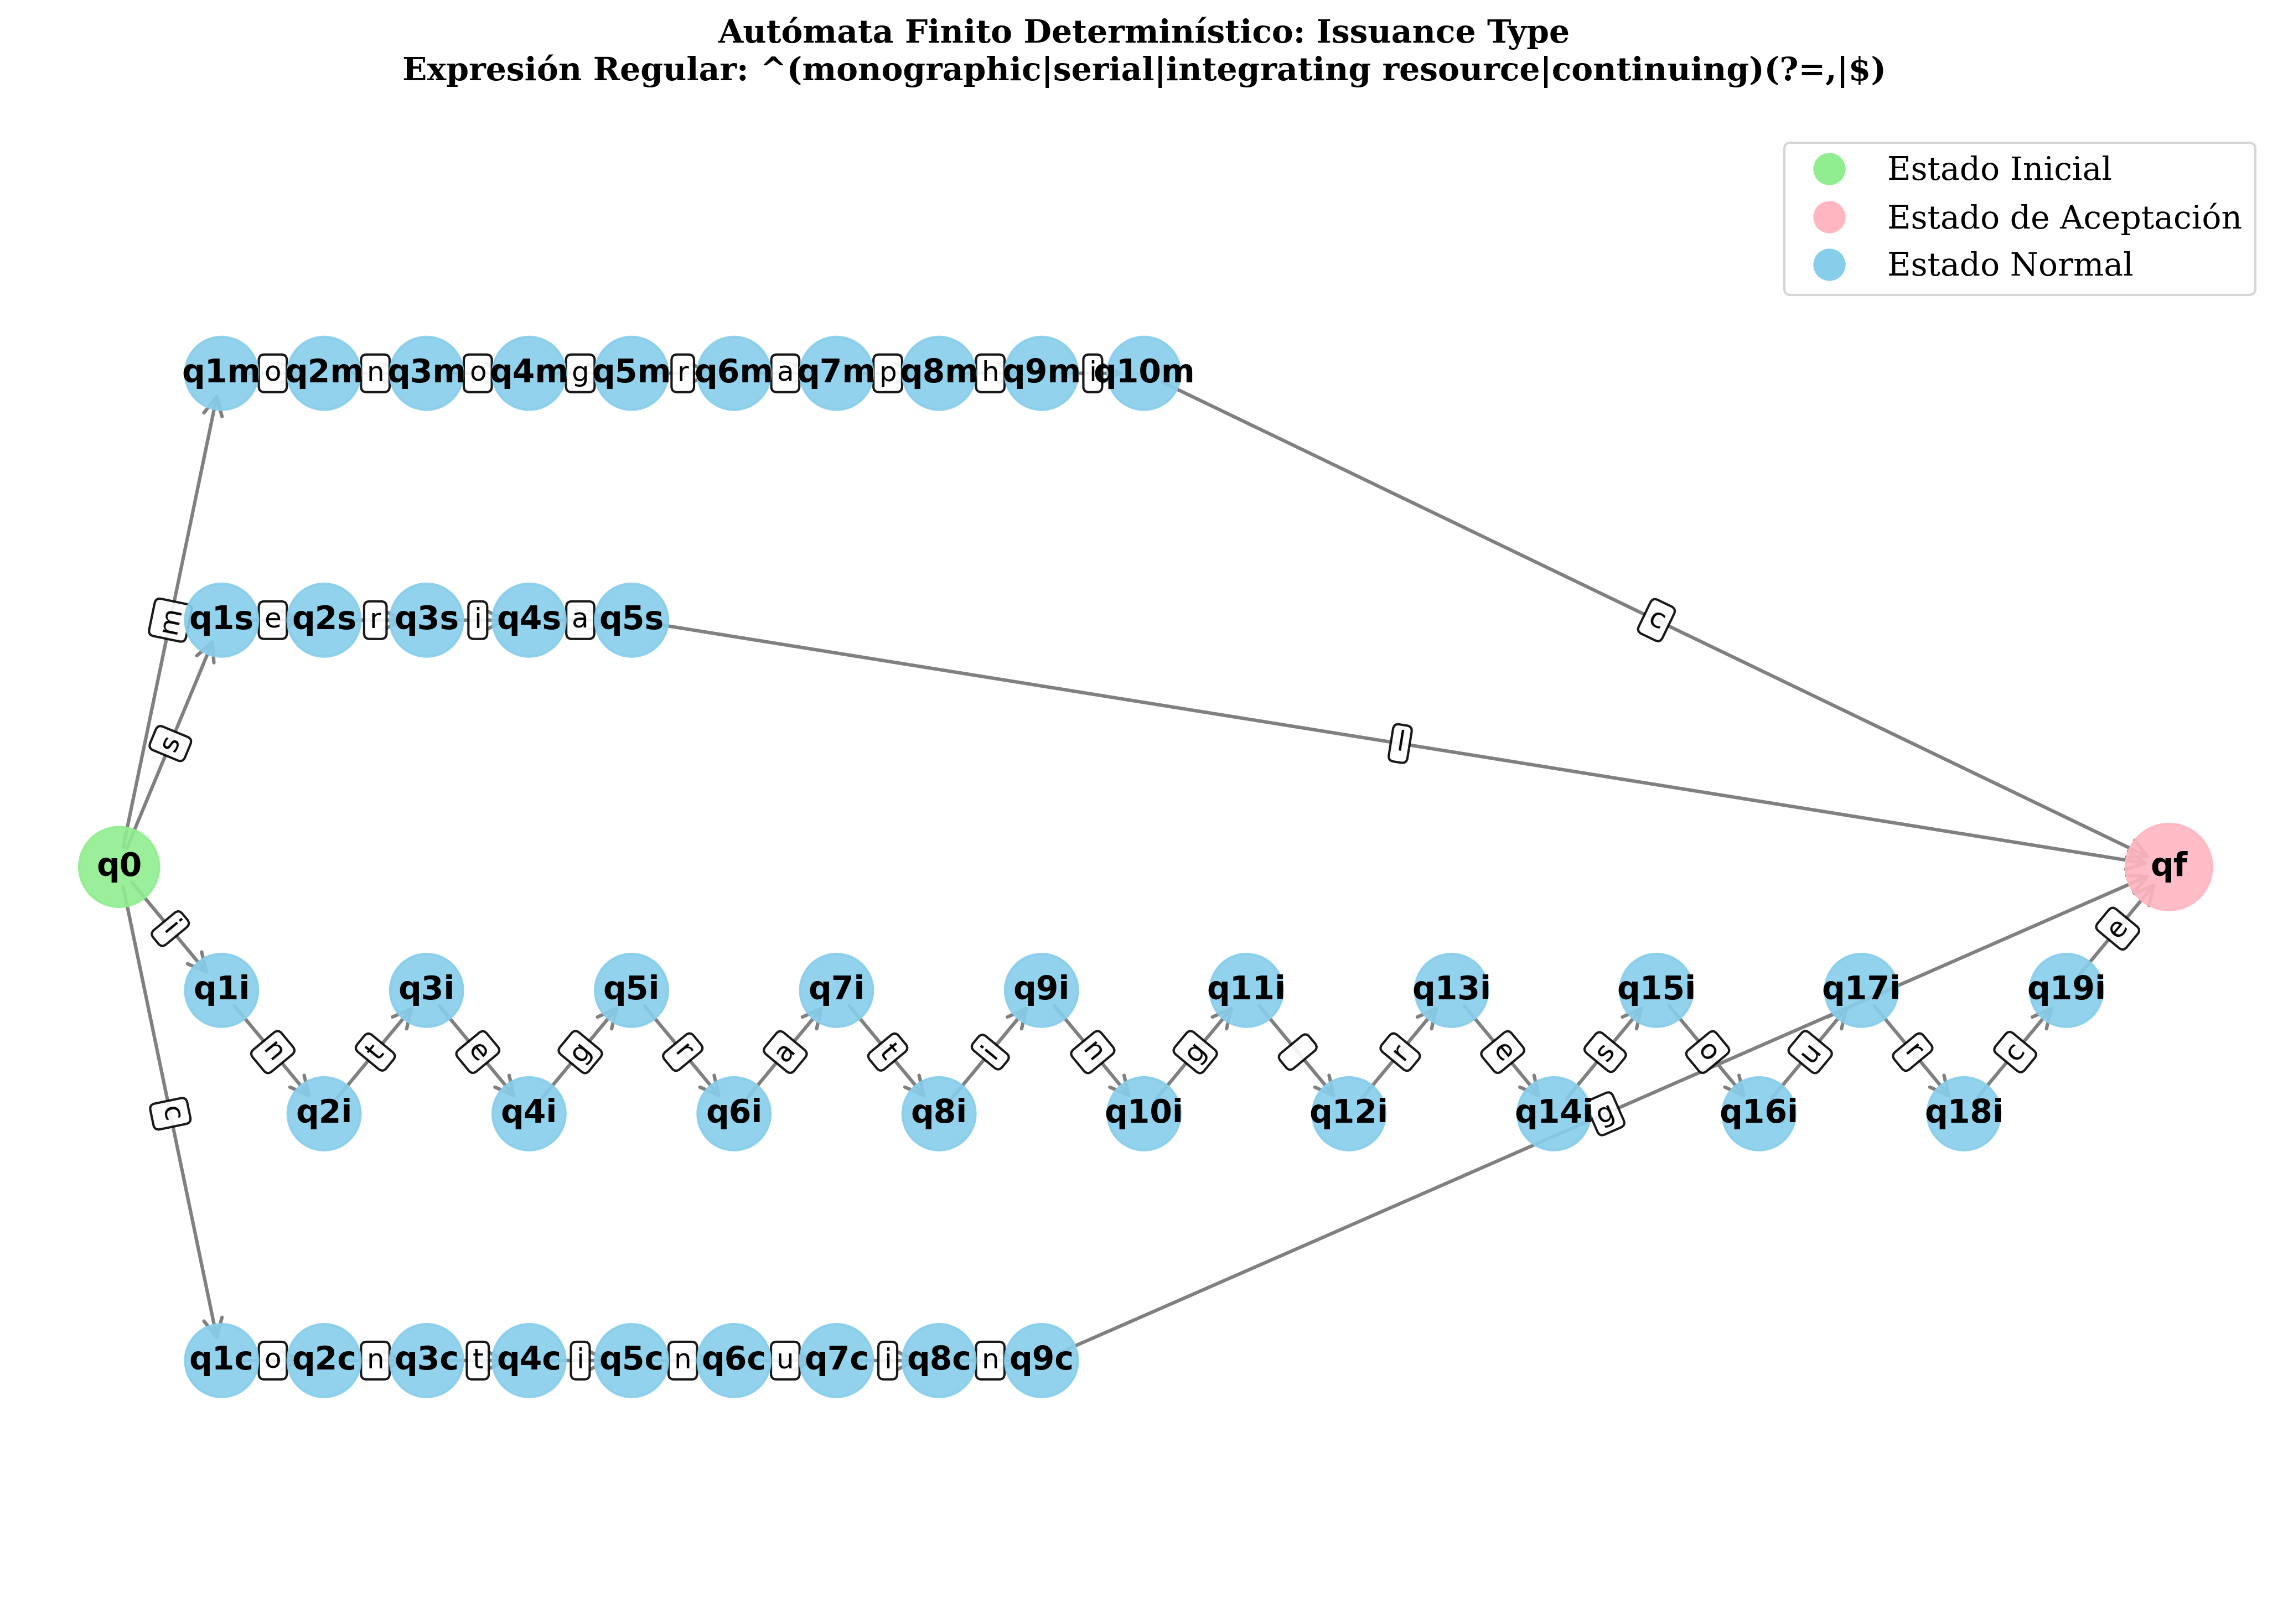 Autómata Finito Determinístico: Issuance Type
Expresión Regular: ^(monographic|serial|integrating resource|continuing)(?=,|$)
Estado Inicial
Estado de Aceptación
Estado Normal
q1m o q2m n q3m o q4m g q5m r q6m a q7m p q8m h q9m i q10m
c
m q1s e q2s r q3s i q4s a q5s
s
l
q0
qf
i
e
q1i q3i q5i q7i q9i q11i q13i q15i q17i q19i
n t e g r a t i n g r e s o u r c
q2i q4i q6i q8i q10i q12i q14i g q16i q18i
c
q1c o q2c n q3c t q4c i q5c n q6c u q7c i q8c n q9c